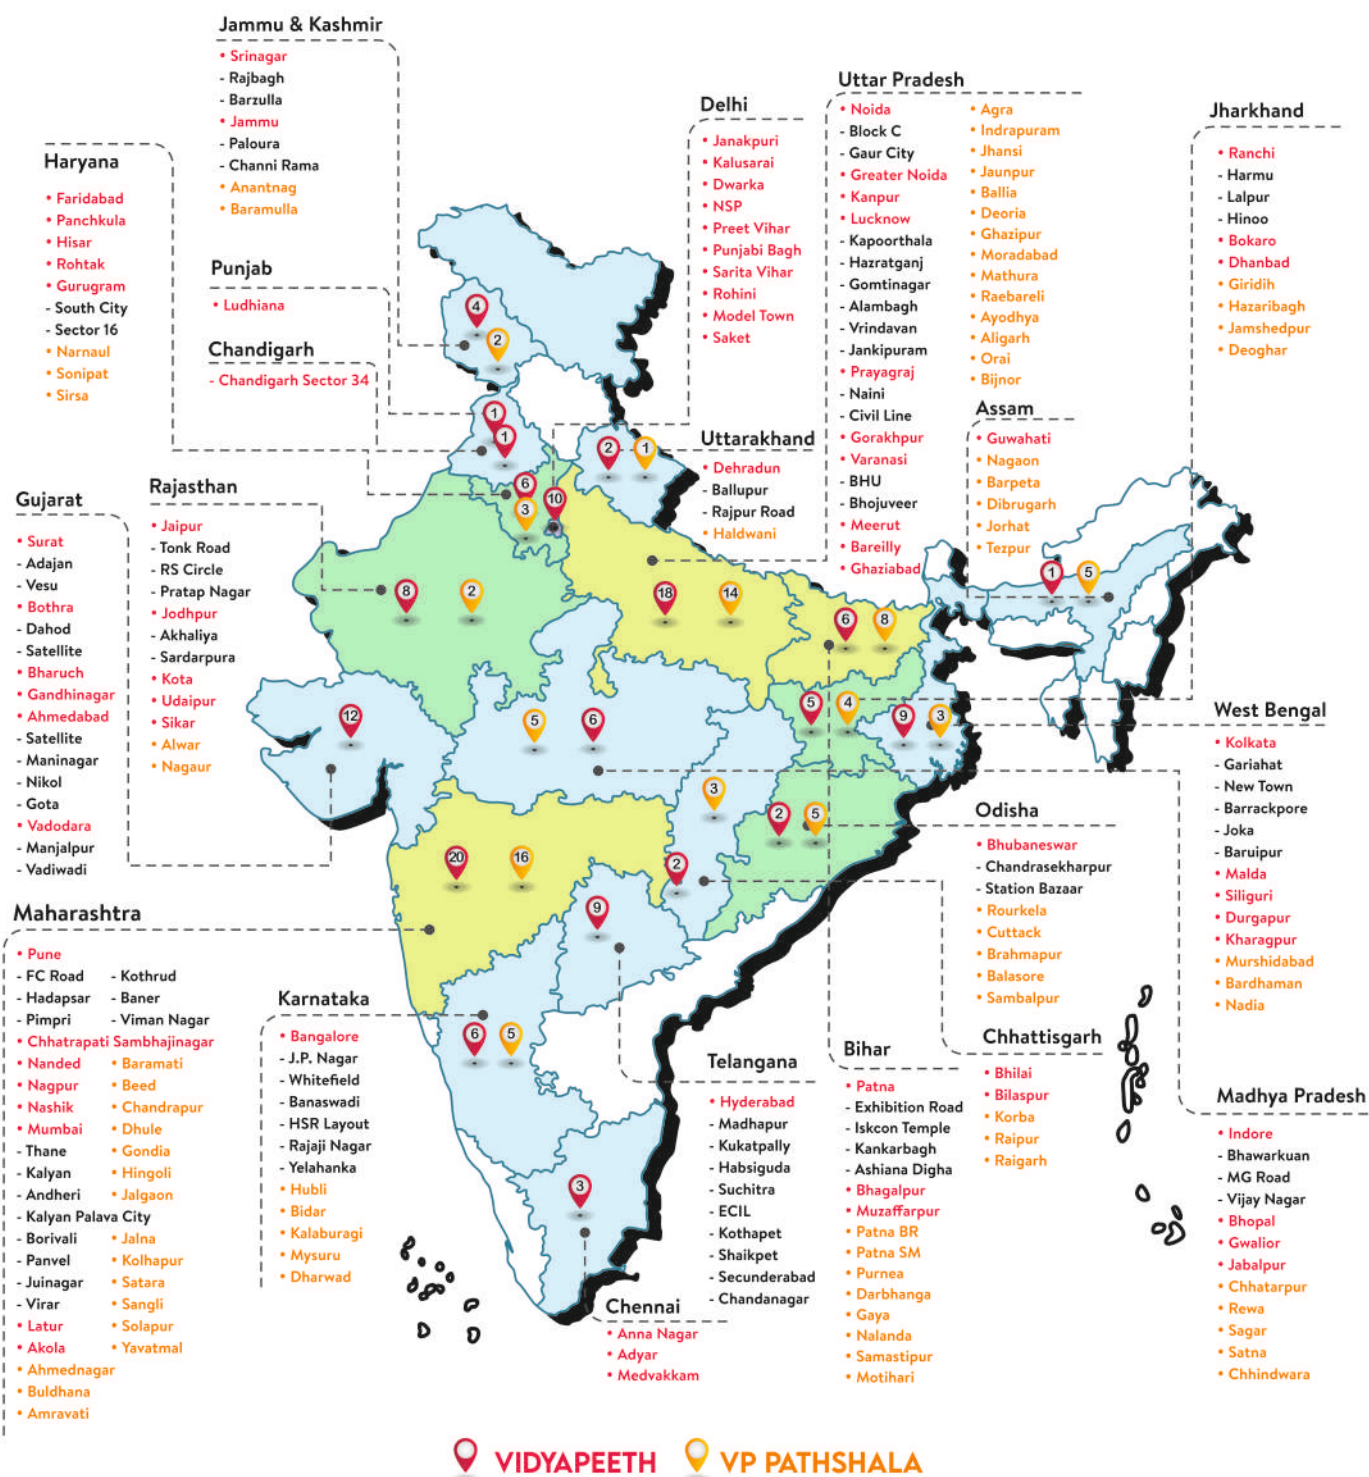 Jammu & Kashmir
• Srinagar
- Rajbagh
- Barzulla
• Jammu
- Paloura
- Channi Rama
• Anantnag
• Baramulla
Haryana
• Faridabad
• Panchkula
• Hisar
• Rohtak
• Gurugram
- South City
- Sector 16
• Narnaul
• Sonipat
• Sirsa
Punjab
• Ludhiana
Chandigarh
- Chandigarh Sector 34
Delhi
• Janakpuri
• Kalusarai
• Dwarka
• NSP
• Preet Vihar
• Punjabi Bagh
• Sarita Vihar
• Rohini
• Model Town
• Saket
Uttar Pradesh
• Noida
- Block C
- Gaur City
• Greater Noida
• Kanpur
• Lucknow
- Kapoorthala
- Hazratganj
- Gomtinagar
- Alambagh
- Vrindavan
- Jankipuram
• Prayagraj
- Naini
- Civil Line
• Gorakhpur
• Varanasi
- BHU
- Bhojuveer
• Meerut
• Bareilly
• Ghaziabad
• Agra
• Indrapuram
• Jhansi
• Jaunpur
• Ballia
• Deoria
• Ghazipur
• Moradabad
• Mathura
• Raebareli
• Ayodhya
• Aligarh
• Orai
• Bijnor
Jharkhand
• Ranchi
- Harmu
- Lalpur
- Hinoo
• Bokaro
• Dhanbad
• Giridih
• Hazaribagh
• Jamshedpur
• Deoghar
Assam
• Guwahati
• Nagaon
• Barpeta
• Dibrugarh
• Jorhat
• Tezpur
Uttarakhand
• Dehradun
- Ballupur
- Rajpur Road
• Haldwani
Gujarat
• Surat
- Adajan
- Vesu
• Bothra
- Dahod
- Satellite
• Bharuch
• Gandhinagar
• Ahmedabad
- Satellite
- Maninagar
- Nikol
- Gota
• Vadodara
- Manjalpur
- Vadiwadi
Rajasthan
• Jaipur
- Tonk Road
- RS Circle
- Pratap Nagar
• Jodhpur
- Akhaliya
- Sardarpura
• Kota
• Udaipur
• Sikar
• Alwar
• Nagaur
4
2
1
1
6
3
10
2
1
8
2
18
14
6
8
1
5
12
5
6
5
4
9
3
3
2
5
20
16
2
9
6
5
3
West Bengal
• Kolkata
- Gariahat
- New Town
- Barrackpore
- Joka
- Baruipur
• Malda
• Siliguri
• Durgapur
• Kharagpur
• Murshidabad
• Bardhaman
• Nadia
Odisha
• Bhubaneswar
- Chandrasekharpur
- Station Bazaar
• Rourkela
• Cuttack
• Brahmapur
• Balasore
• Sambalpur
Maharashtra
• Pune
- FC Road - Kothrud
- Hadapsar - Baner
- Pimpri - Viman Nagar
• Chhatrapati Sambhajinagar
• Nanded • Baramati
• Nagpur • Beed
• Nashik • Chandrapur
• Mumbai • Dhule
- Thane • Gondia
- Kalyan • Hingoli
- Andheri • Jalgaon
- Kalyan Palava City
- Borivali • Jalna
- Panvel • Kolhapur
- Juinagar • Satara
- Virar • Sangli
• Latur • Solapur
• Akola • Yavatmal
• Ahmednagar
• Buldhana
• Amravati
Karnataka
• Bangalore
- J.P. Nagar
- Whitefield
- Banaswadi
- HSR Layout
- Rajaji Nagar
- Yelahanka
• Hubli
• Bidar
• Kalaburagi
• Mysuru
• Dharwad
Chennai
• Anna Nagar
• Adyar
• Medvakkam
Telangana
• Hyderabad
- Madhapur
- Kukatpally
- Habsiguda
- Suchitra
- ECIL
- Kothapet
- Shaikpet
- Secunderabad
- Chandanagar
Bihar
• Patna
- Exhibition Road
- Iskcon Temple
- Kankarbagh
- Ashiana Digha
• Bhagalpur
• Muzaffarpur
• Patna BR
• Patna SM
• Purnea
• Darbhanga
• Gaya
• Nalanda
• Samastipur
• Motihari
Chhattisgarh
• Bhilai
• Bilaspur
• Korba
• Raipur
• Raigarh
Madhya Pradesh
• Indore
- Bhawarkuan
- MG Road
- Vijay Nagar
• Bhopal
• Gwalior
• Jabalpur
• Chhatarpur
• Rewa
• Sagar
• Satna
• Chhindwara
VIDYAPEETH
VP PATHSHALA